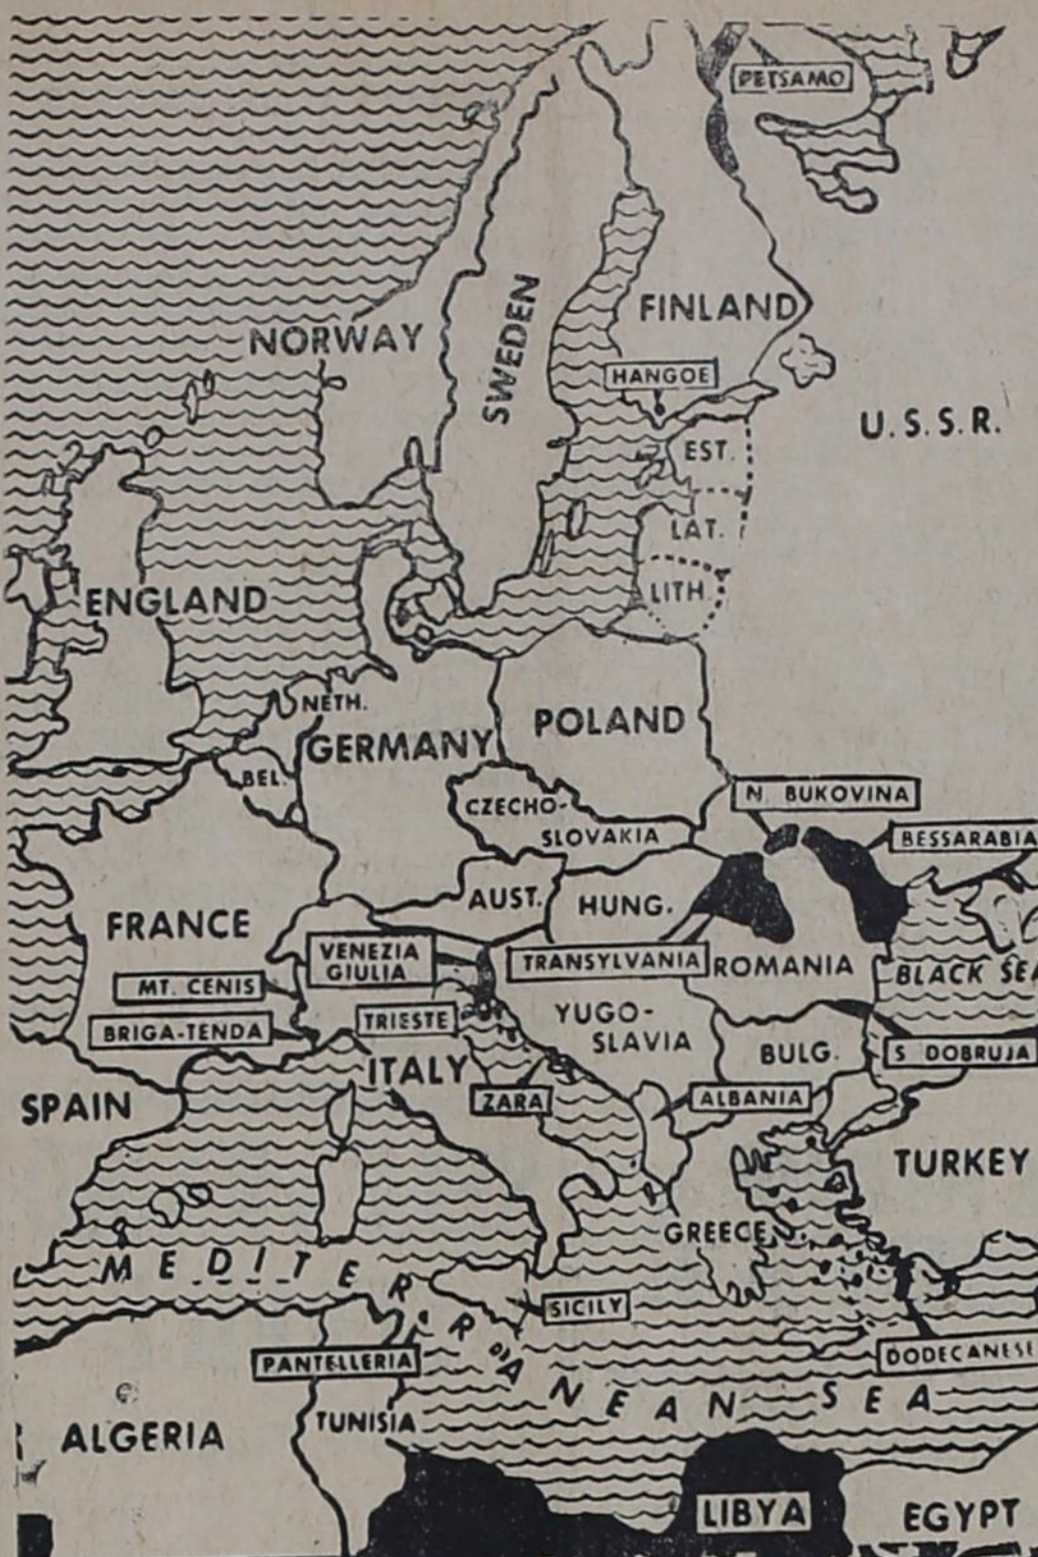 PETSAMO
FINLAND
NORWAY
SWEDEN
HANGOE
U.S.S.R.
EST.
LAT.
LITH.
ENGLAND
NETH.
POLAND
GERMANY
BEL.
CZECHO-
SLOVAKIA
N. BUKOVINA
BESSARABIA
AUST.
HUNG.
FRANCE
VENEZIA
GIULIA
TRANSYLVANIA
ROMANIA
BLACK SEA
MT. CENIS
BRIGA-TENDA
TRIESTE
YUGO-
SLAVIA
BULG.
S. DOBRUJA
ITALY
ZARA
ALBANIA
SPAIN
TURKEY
GREECE
MEDITERRANEAN SEA
SICILY
PANTELLERIA
DODECANESE
TUNISIA
ALGERIA
LIBYA
EGYPT